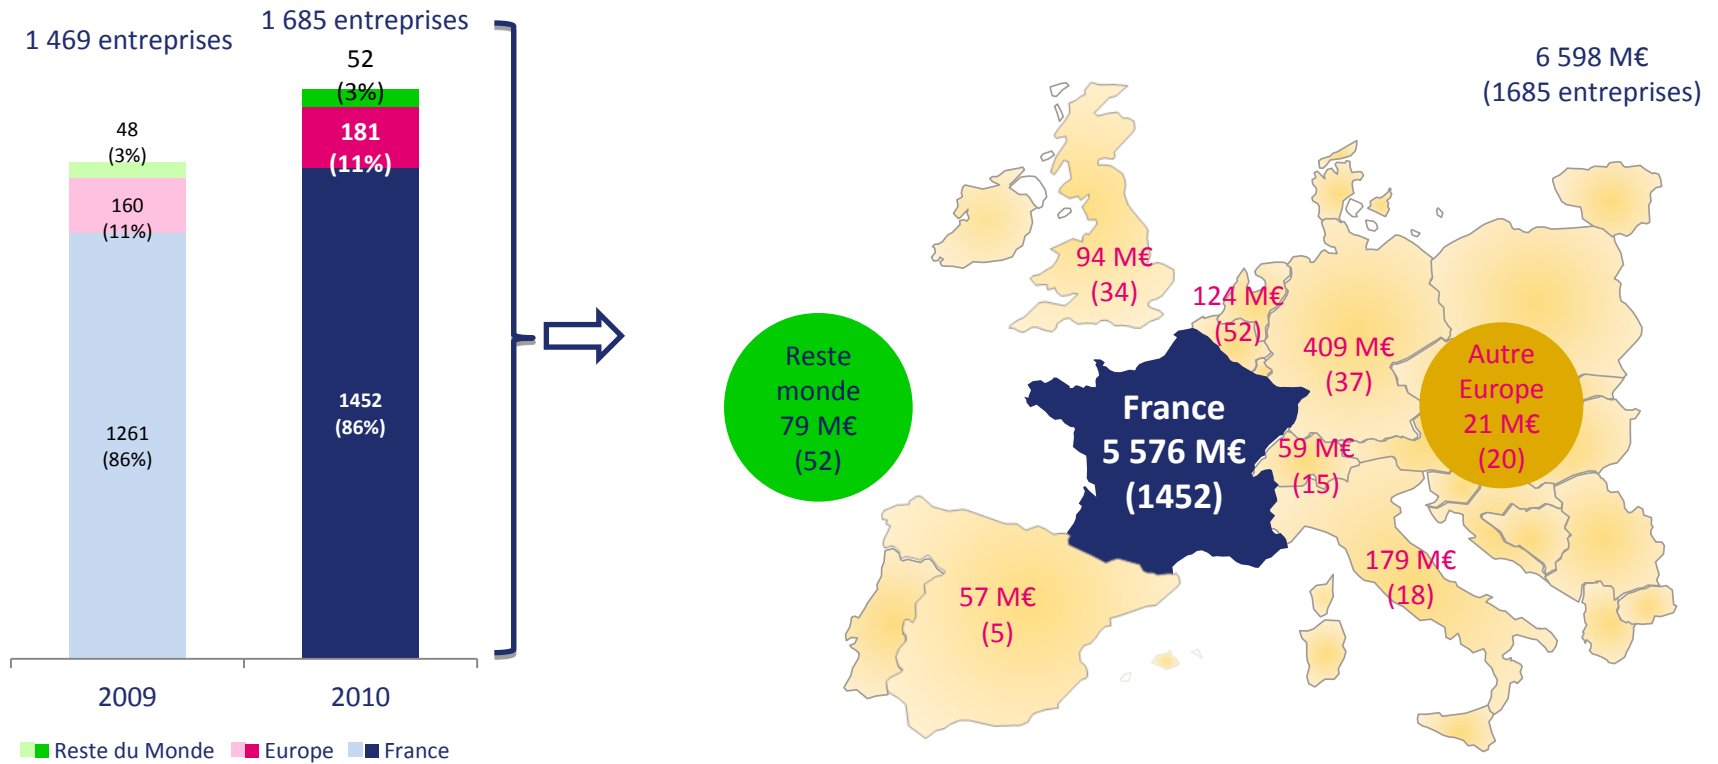 1 469 entreprises
1 685 entreprises
48
(3%)
160
(11%)
1261
(86%)
52
(3%)
181
(11%)
1452
(86%)
2009
2010
Reste du Monde
Europe
France
6 598 M€
(1685 entreprises)
94 M€
(34)
124 M€
(52)
409 M€
(37)
Reste
monde
79 M€
(52)
France
5 576 M€
(1452)
59 M€
(15)
Autre
Europe
21 M€
(20)
179 M€
(18)
57 M€
(5)